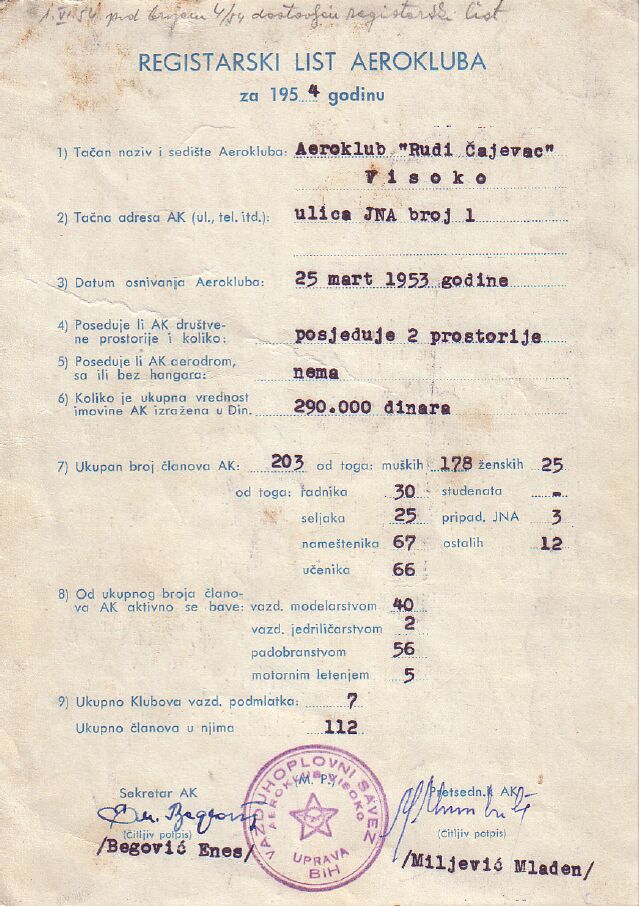 1.VI.54. pod brojem 4/54 dostavljen registarski list
REGISTARSKI LIST AEROKLUBA
za 1954 godinu
1) Tačan naziv i sedište Aerokluba: Aeroklub "Rudi Čajevac"
Visoko
2) Tačna adresa AK (ul., tel. itd.): ulica JNA broj 1
3) Datum osnivanja Aerokluba: 25 mart 1953 godine
4) Poseduje li AK društve-
ne prostorije i koliko: posjeduje 2 prostorije
5) Poseduje li AK aerodrom,
sa ili bez hangara: nema
6) Koliko je ukupna vrednost
imovine AK izražena u Din. 290.000 dinara
7) Ukupan broj članova AK: 203 od toga: muških 178 ženskih 25
od toga: radnika 30 studenata -
seljaka 25 pripad. JNA 3
nameštenika 67 ostalih 12
učenika 66
8) Od ukupnog broja člano-
va AK aktivno se bave: vazd. modelarstvom 40
vazd. jedriličarstvom 2
padobranstvom 56
motornim letenjem 5
9) Ukupno Klubova vazd. podmlatka: 7
Ukupno članova u njima 112
Sekretar AK (M. P.) Pretsednik AK
VAZDUHOPLOVNI SAVEZ
AEROKLUB VISOKO
UPRAVA
BIH
(čitljiv potpis) (čitljiv potpis)
/Begović Enes/ /Miljević Mladen/